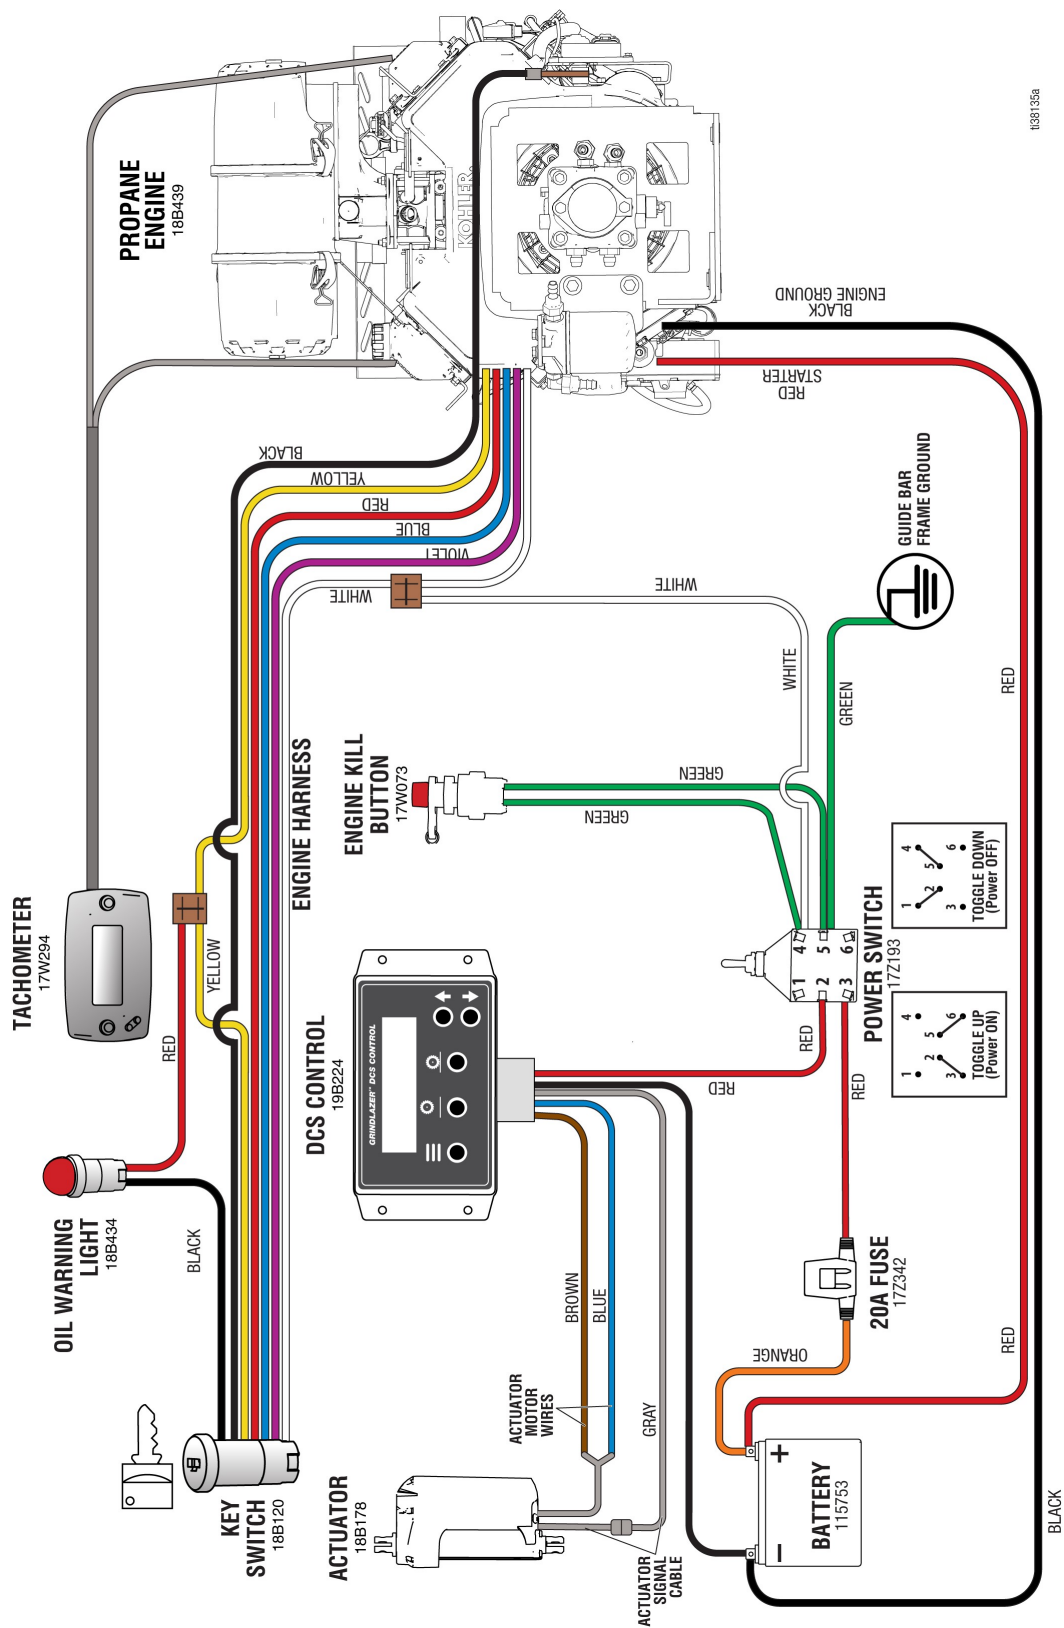 TACHOMETER
17W294
OIL WARNING
LIGHT
18B434
KEY
SWITCH
18B120
PROPANE
ENGINE
18B439
KOHLER
ti38135a
RED
BLACK
YELLOW
BLACK
YELLOW
RED
BLUE
VIOLET
WHITE
WHITE
ENGINE HARNESS
BLACK
ENGINE GROUND
RED
STARTER
ENGINE KILL
BUTTON
17W073
GREEN
GREEN
WHITE
GREEN
GUIDE BAR
FRAME GROUND
DCS CONTROL
19B224
GRINDLAZER™ DCS CONTROL
ACTUATOR
18B178
ACTUATOR
MOTOR
WIRES
BROWN
BLUE
GRAY
ACTUATOR
SIGNAL
CABLE
RED
RED
RED
1 4
2 5
3 6
POWER SWITCH
17Z193
1 4
2 5
3 6
TOGGLE UP
(Power ON)
1 4
2 5
3 6
TOGGLE DOWN
(Power OFF)
20A FUSE
17Z342
ORANGE
RED
RED
BATTERY
115753
− +
BLACK